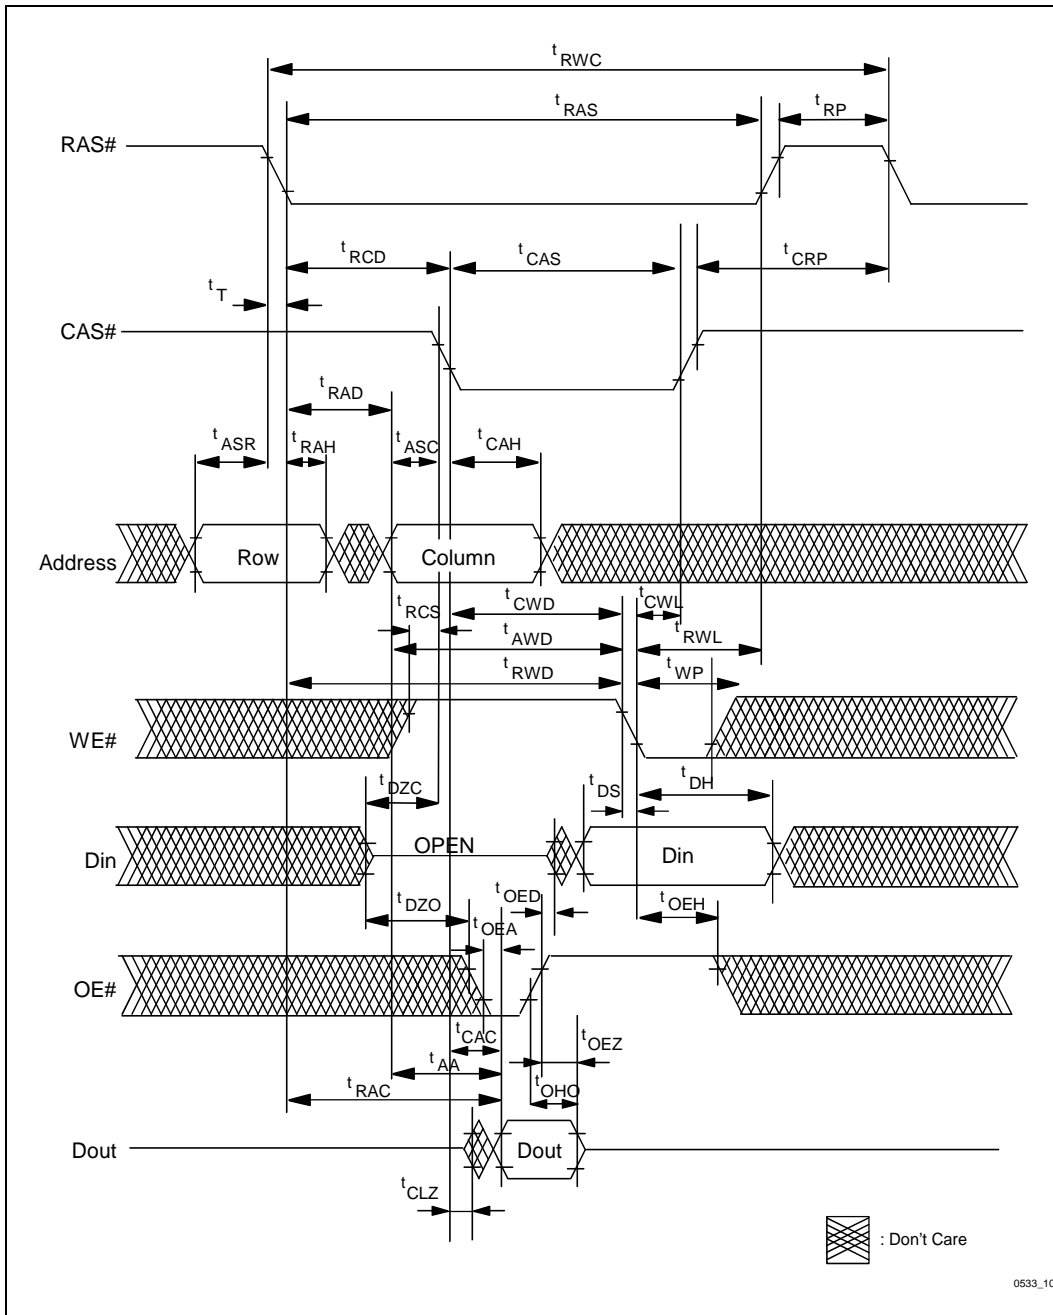 tRWC
tRAS
tRP
RAS#
tRCD
tCAS
tCRP
tT
CAS#
tRAD
tASR
tRAH
tASC
tCAH
Address
Row
Column
tRCS
tCWD
tCWL
tAWD
tRWL
tRWD
tWP
WE#
tDZC
tDS
tDH
Din
OPEN
Din
tDZO
tOED
tOEH
tOEA
OE#
tCAC
tOEZ
tAA
tRAC
tOHO
Dout
Dout
tCLZ
: Don't Care
0533_10